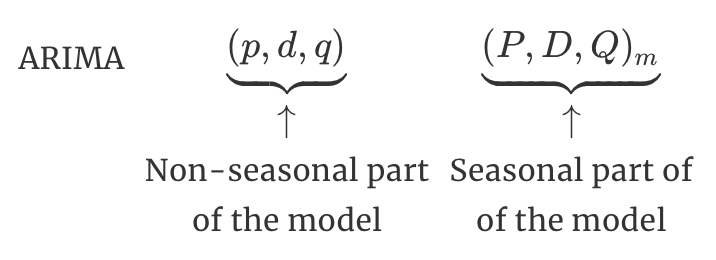 ARIMA (p, d, q) (P, D, Q)m
↑ ↑
Non-seasonal part Seasonal part of
of the model of the model